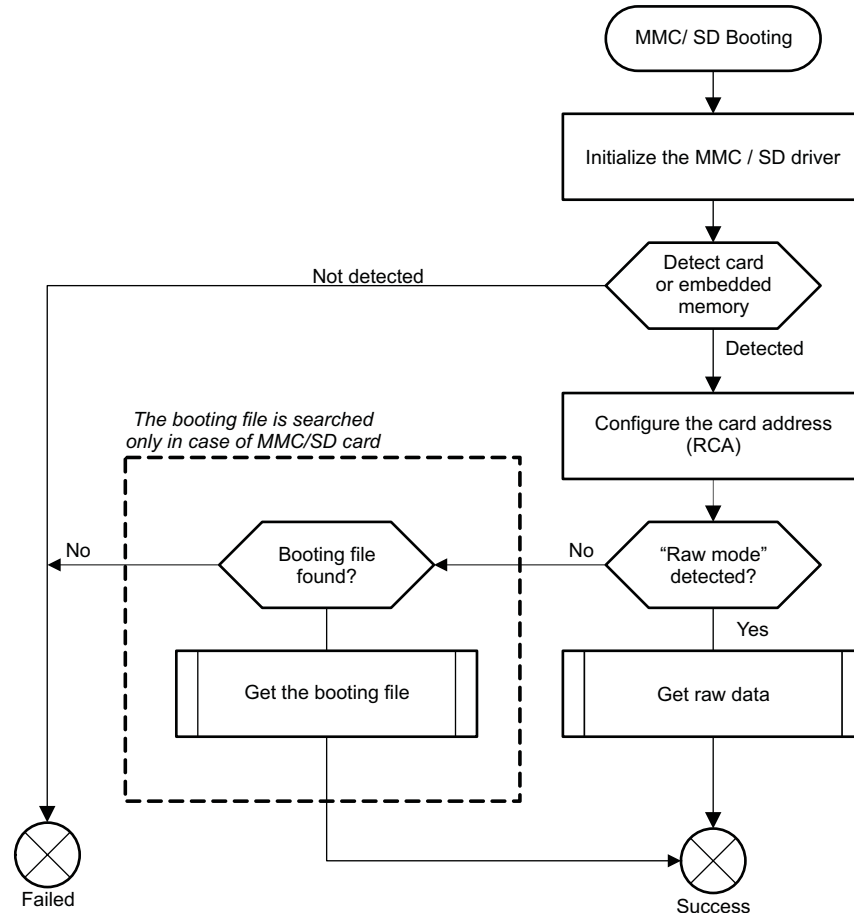 MMC/ SD Booting
Initialize the MMC / SD driver
Detect card
or embedded
memory
Not detected
Detected
The booting file is searched
only in case of MMC/SD card
Configure the card address
(RCA)
No
Booting file
found?
No
“Raw mode”
detected?
Yes
Get the booting file
Get raw data
Failed
Success